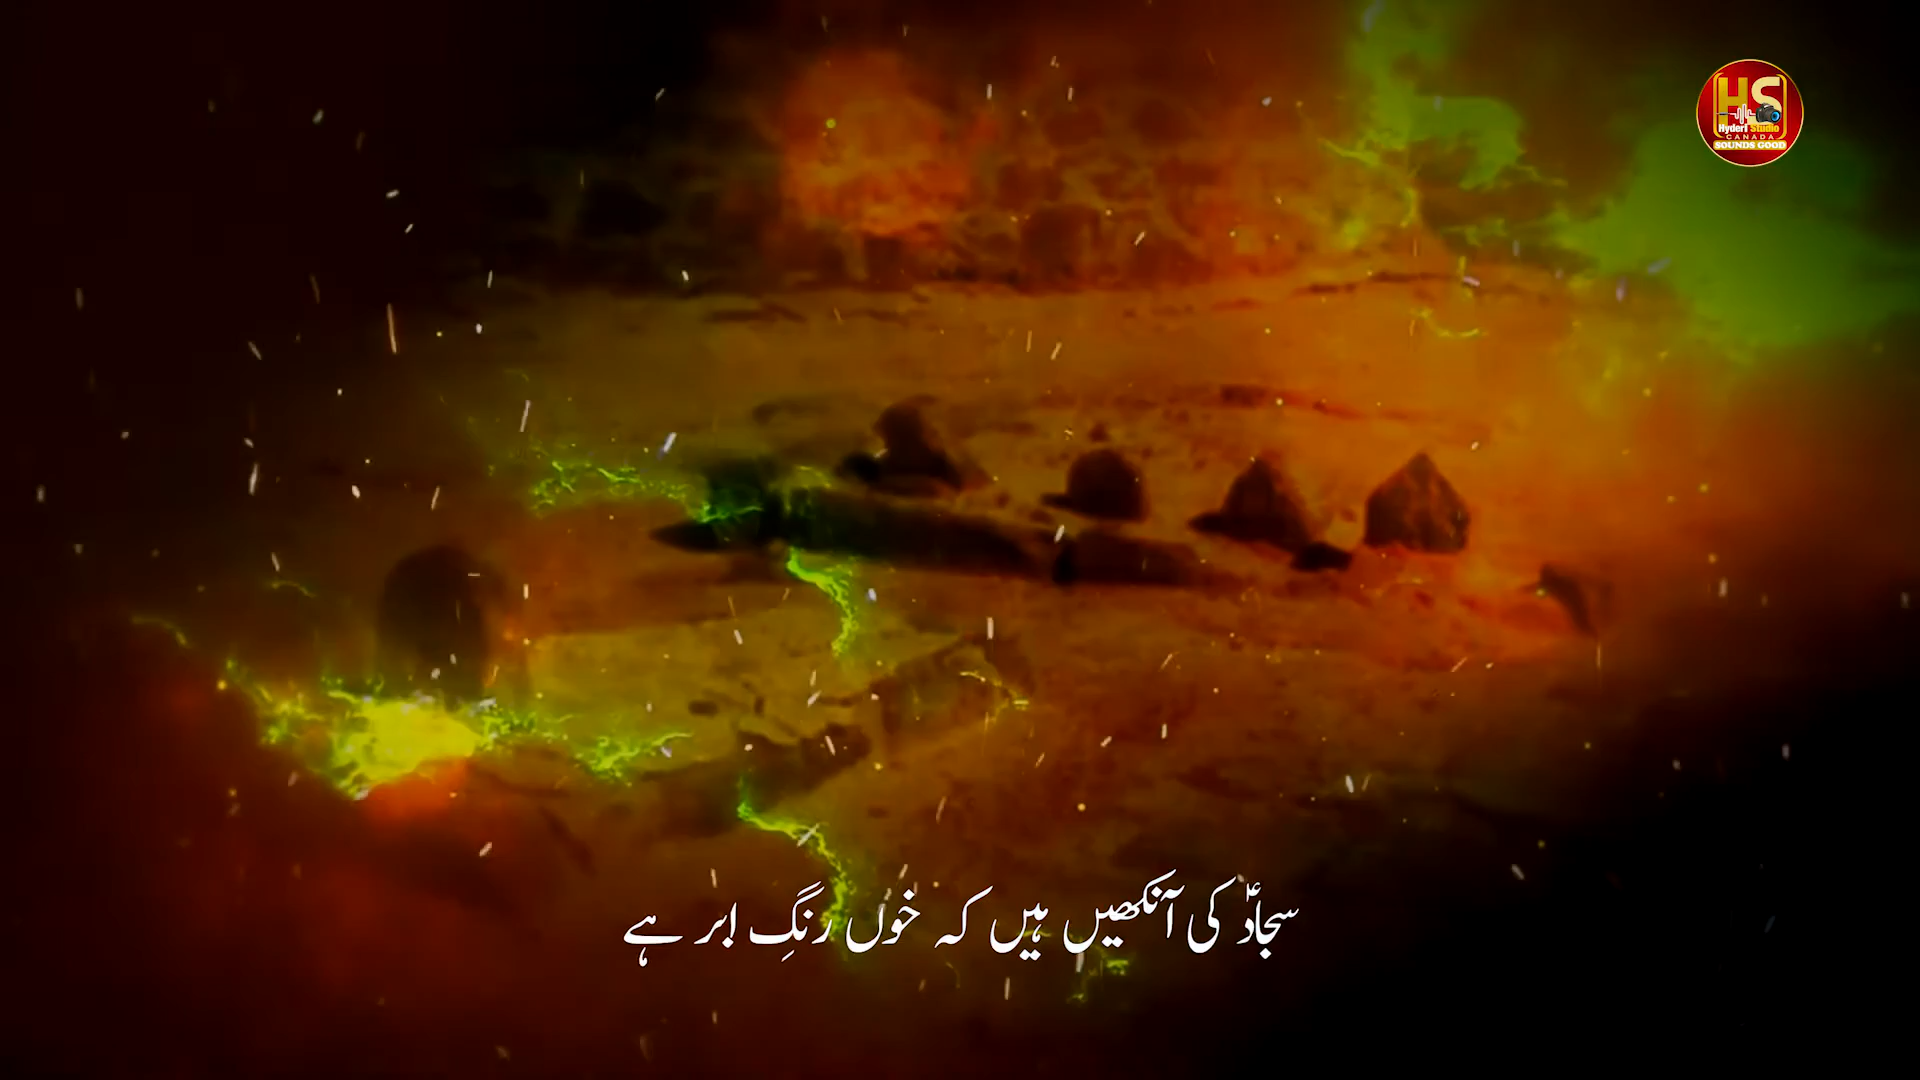 HS
Hyderi Studio
CANADA
SOUNDS GOOD
سجادؑ کی آنکھیں ہیں کہ خوں رنگِ ابر ہے